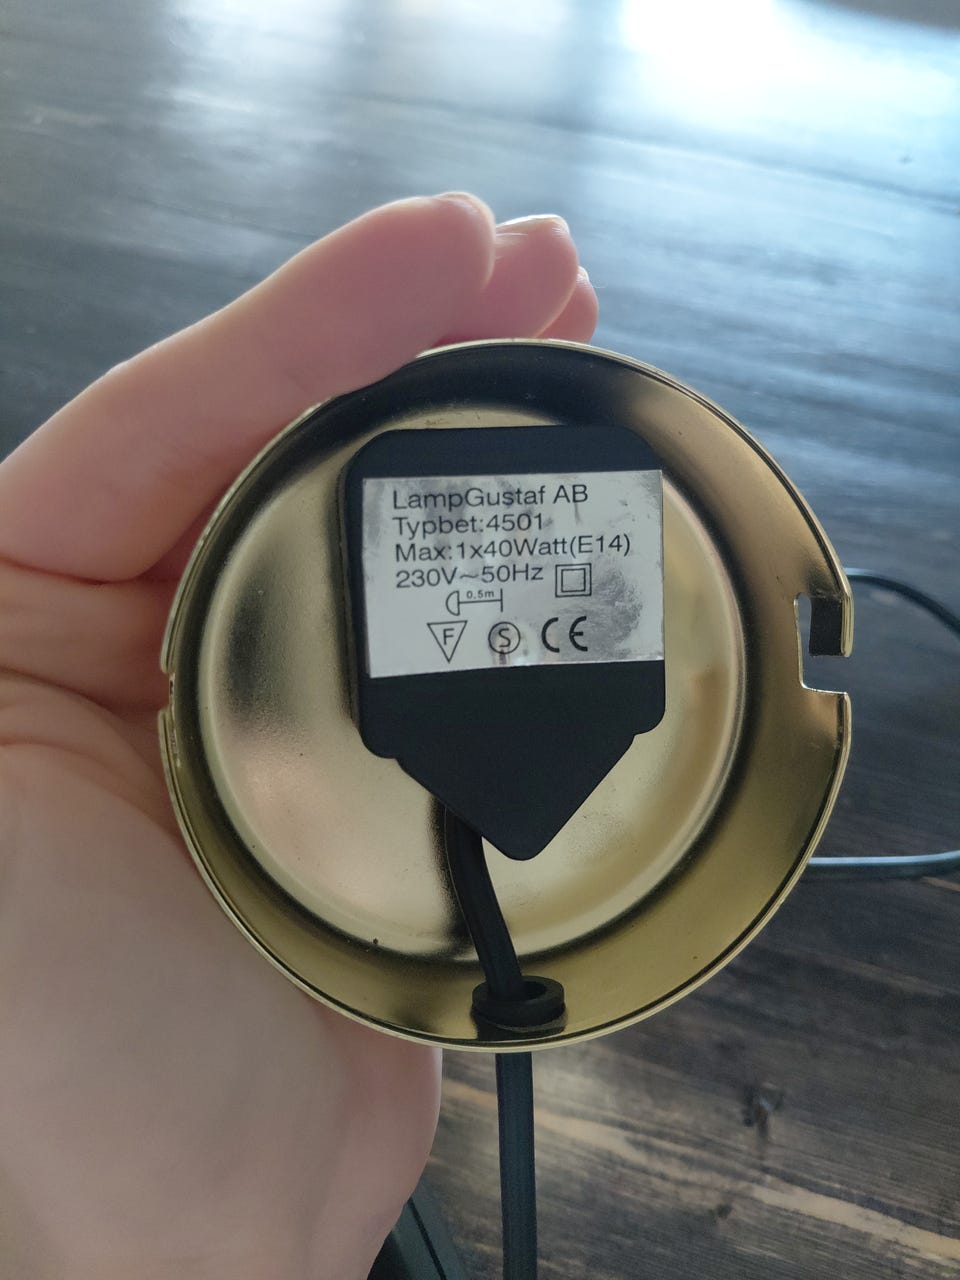 LampGustaf AB
Typbet:4501
Max:1x40Watt(E14)
230V~50Hz
0.5m
F S CE